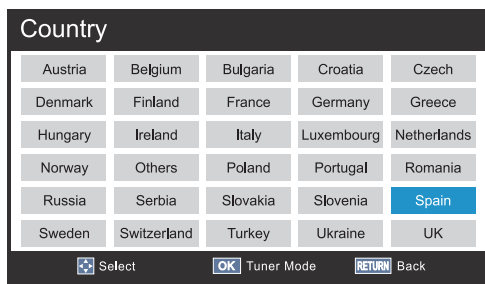 Country
Austria Belgium Bulgaria Croatia Czech
Denmark Finland France Germany Greece
Hungary Ireland Italy Luxembourg Netherlands
Norway Others Poland Portugal Romania
Russia Serbia Slovakia Slovenia Spain
Sweden Switzerland Turkey Ukraine UK
Select OK Tuner Mode RETURN Back